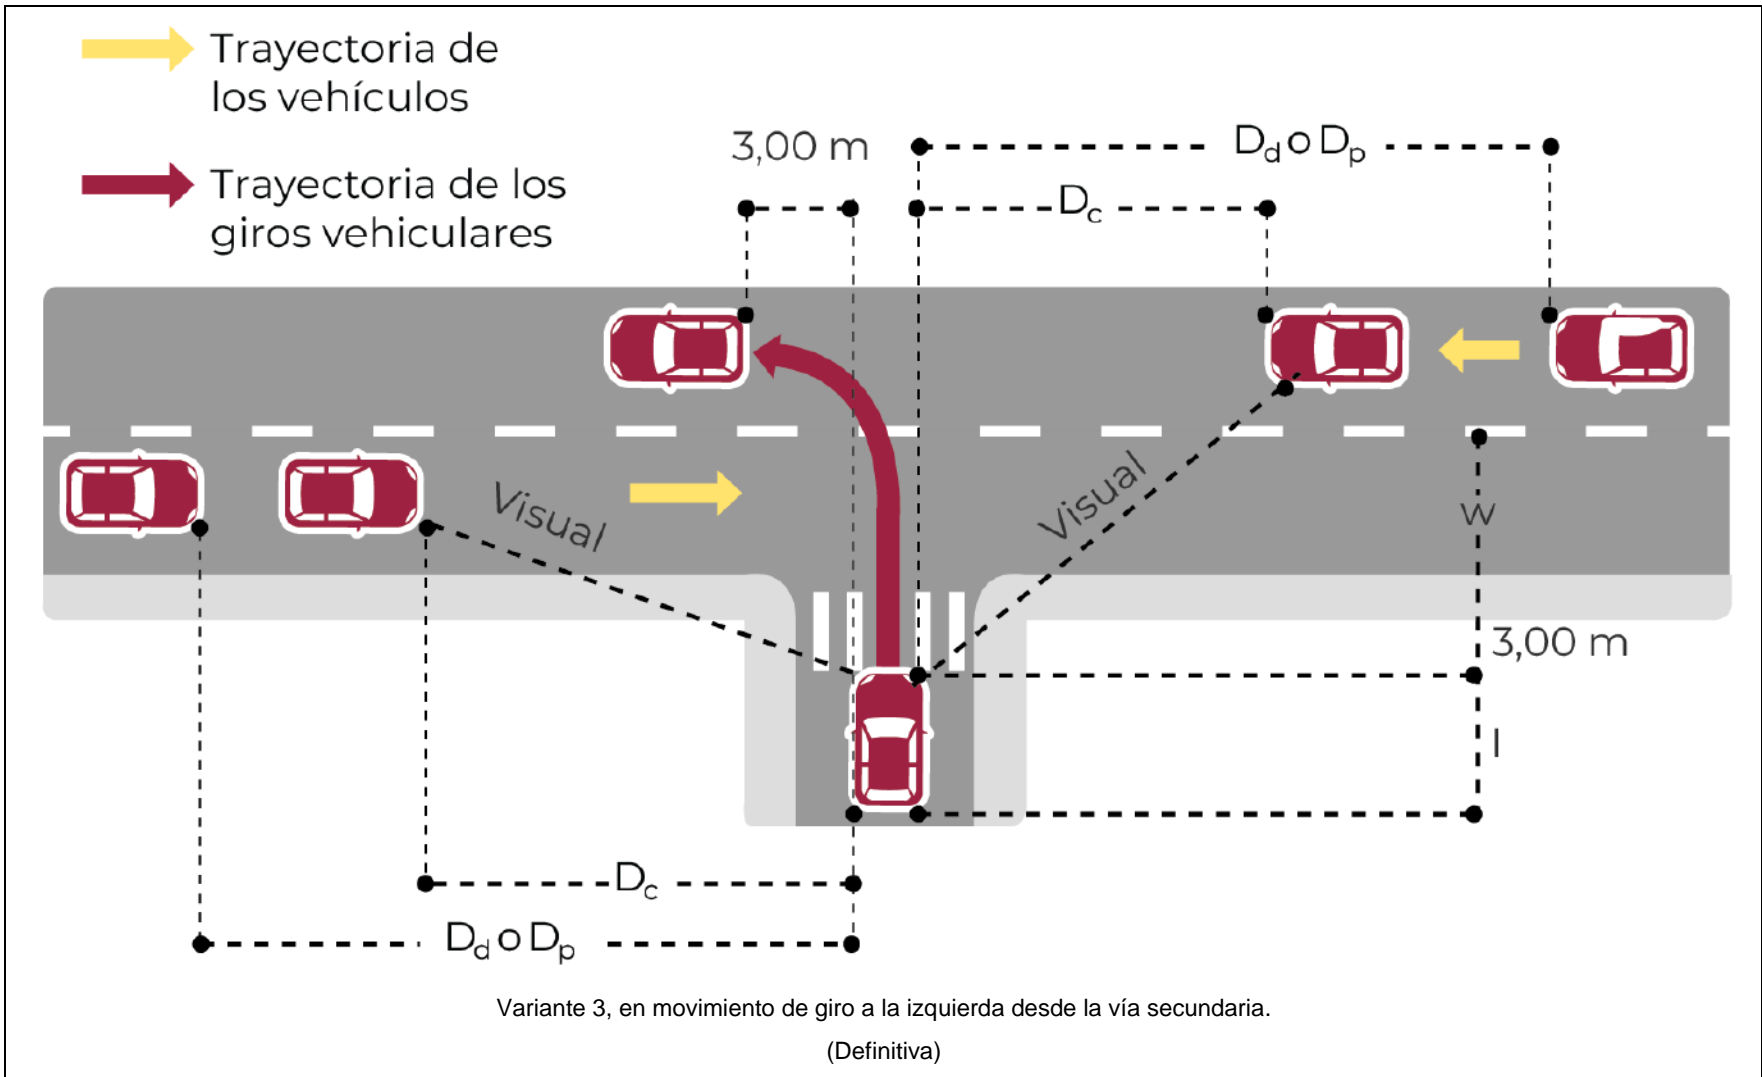 Trayectoria de
los vehículos
Trayectoria de los
giros vehiculares
3,00 m
Dd o Dp
Dc
Visual
Visual
w
3,00 m
l
Dc
Dd o Dp
Variante 3, en movimiento de giro a la izquierda desde la vía secundaria.
(Definitiva)